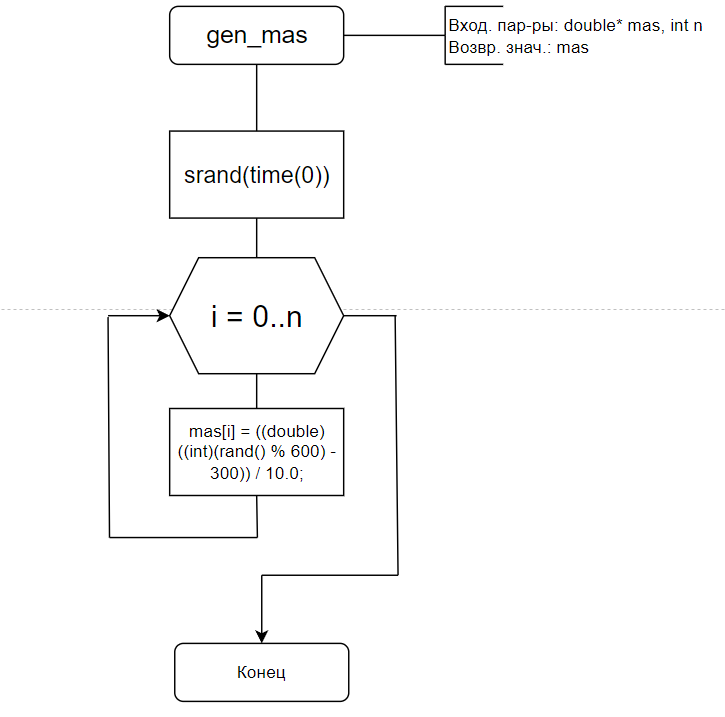 gen_mas
Вход. пар-ры: double* mas, int n
Возвр. знач.: mas
srand(time(0))
i = 0..n
mas[i] = ((double)
((int)(rand() % 600) -
300)) / 10.0;
Конец